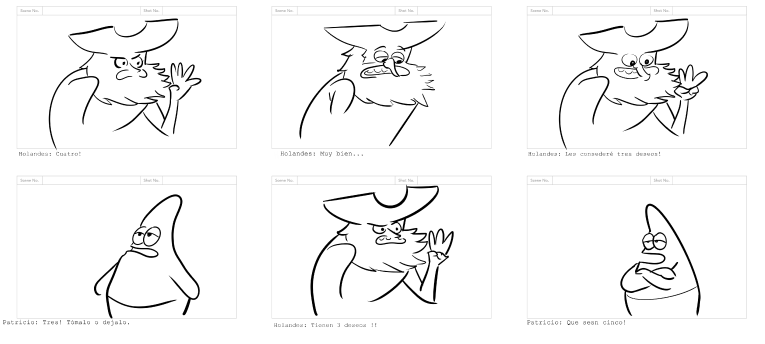 Scene No. Shot No.
Scene No. Shot No.
Scene No. Shot No.
Holandes: Cuatro!
Holandes: Muy bien...
Holandes: Les consederé tres deseos!
Scene No. Shot No.
Scene No. Shot No.
Scene No. Shot No.
Patricio: Tres! Tómalo o dejalo.
Holandes: Tienen 3 deseos !!
Patricio: Que sean cinco!